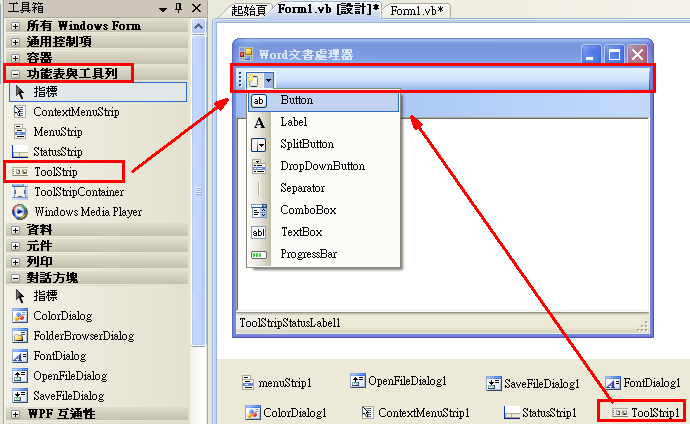 工具箱
所有 Windows Form
通用控制項
容器
功能表與工具列
指標
ContextMenuStrip
MenuStrip
StatusStrip
ToolStrip
ToolStripContainer
Windows Media Player
資料
元件
列印
對話方塊
指標
ColorDialog
FolderBrowserDialog
FontDialog
OpenFileDialog
SaveFileDialog
WPF 互通性
起始頁 Form1.vb [設計]* Form1.vb*
Word文書處理器
Button
Label
SplitButton
DropDownButton
Separator
ComboBox
TextBox
ProgressBar
ToolStripStatusLabel1
menuStrip1 OpenFileDialog1 SaveFileDialog1 FontDialog1
ColorDialog1 ContextMenuStrip1 StatusStrip1 ToolStrip1